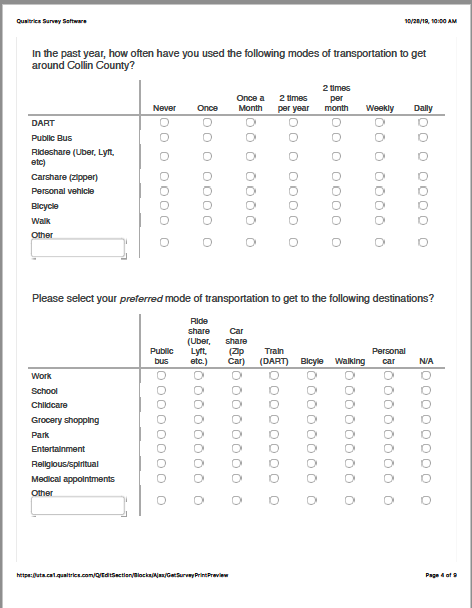 Qualtrics Survey Software 10/28/19, 10:00 AM
In the past year, how often have you used the following modes of transportation to get
around Collin County?
2 times
Once a 2 times per
Never Once Month per year month Weekly Daily
DART
Public Bus
Rideshare (Uber, Lyft,
etc)
Carshare (zipper)
Personal vehicle
Bicycle
Walk
Other
Please select your preferred mode of transportation to get to the following destinations?
Ride
share Car
(Uber, share
Public Lyft, (Zip Train Personal
bus etc.) Car) (DART) Bicyle Walking car N/A
Work
School
Childcare
Grocery shopping
Park
Entertainment
Religious/spiritual
Medical appointments
Other
https://uta.ca1.qualtrics.com/Q/EditSection/Blocks/Ajax/GetSurveyPrintPreview Page 4 of 9